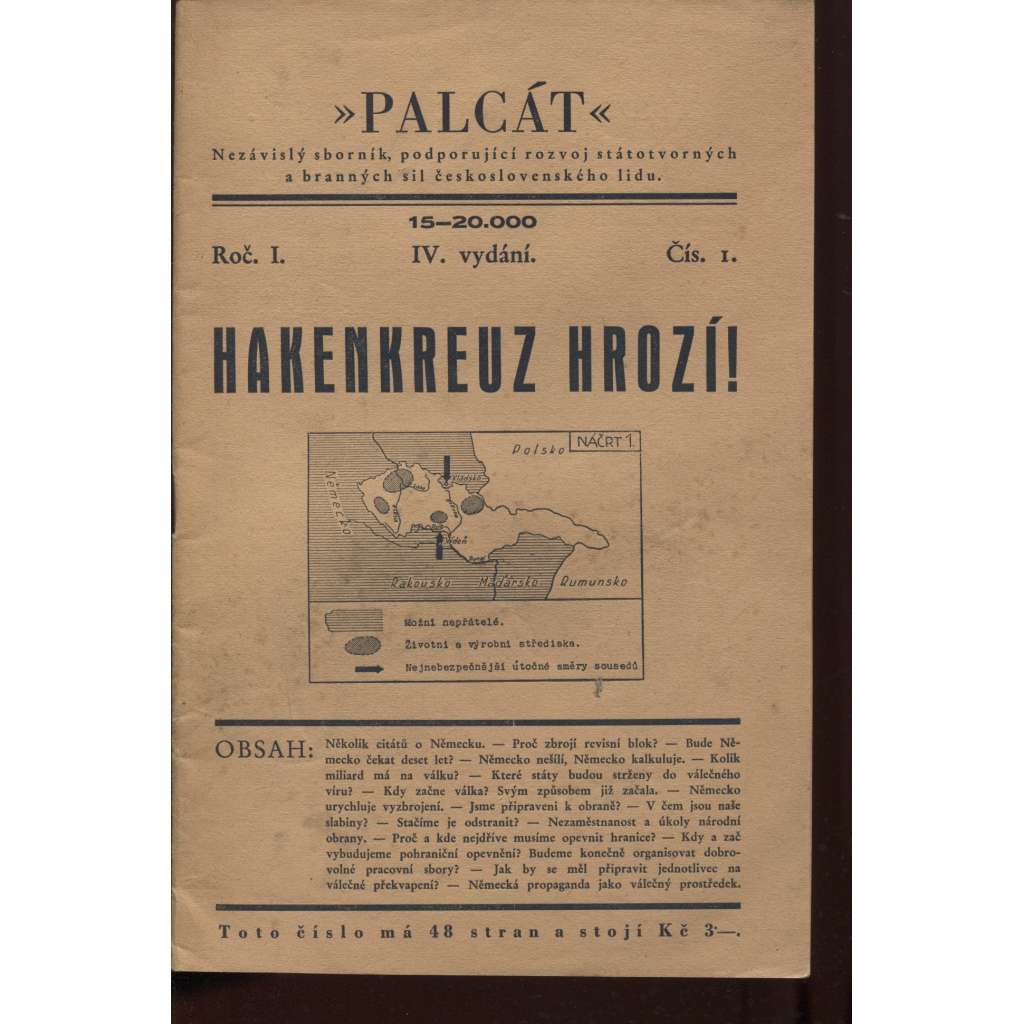 »PALCÁT«
Nezávislý sborník, podporující rozvoj státotvorných
a branných sil československého lidu.
15—20.000
Roč. I. IV. vydání. Čís. 1.
HAKENKREUZ HROZÍ!
NÁČRT 1.
Polsko
Německo
Kladsko
Vídeň
Rakousko Maďarsko Rumunsko
Možní nepřátelé.
Životní a výrobní střediska.
Nejnebezpečnější útočné směry sousedů
OBSAH: Několik citátů o Německu. — Proč zbrojí revisní blok? — Bude Ně-
mecko čekat deset let? — Německo nešílí, Německo kalkuluje. — Kolik
miliard má na válku? — Které státy budou strženy do válečného
víru? — Kdy začne válka? Svým způsobem již začala. — Německo
urychluje vyzbrojení. — Jsme připraveni k obraně? — V čem jsou naše
slabiny? — Stačíme je odstranit? — Nezaměstnanost a úkoly národní
obrany. — Proč a kde nejdříve musíme opevnit hranice? — Kdy a zač
vybudujeme pohraniční opevnění? Budeme konečně organisovat dobro-
volné pracovní sbory? — Jak by se měl připravit jednotlivec na
válečné překvapení? — Německá propaganda jako válečný prostředek.
Toto číslo má 48 stran a stojí Kč 3·—.